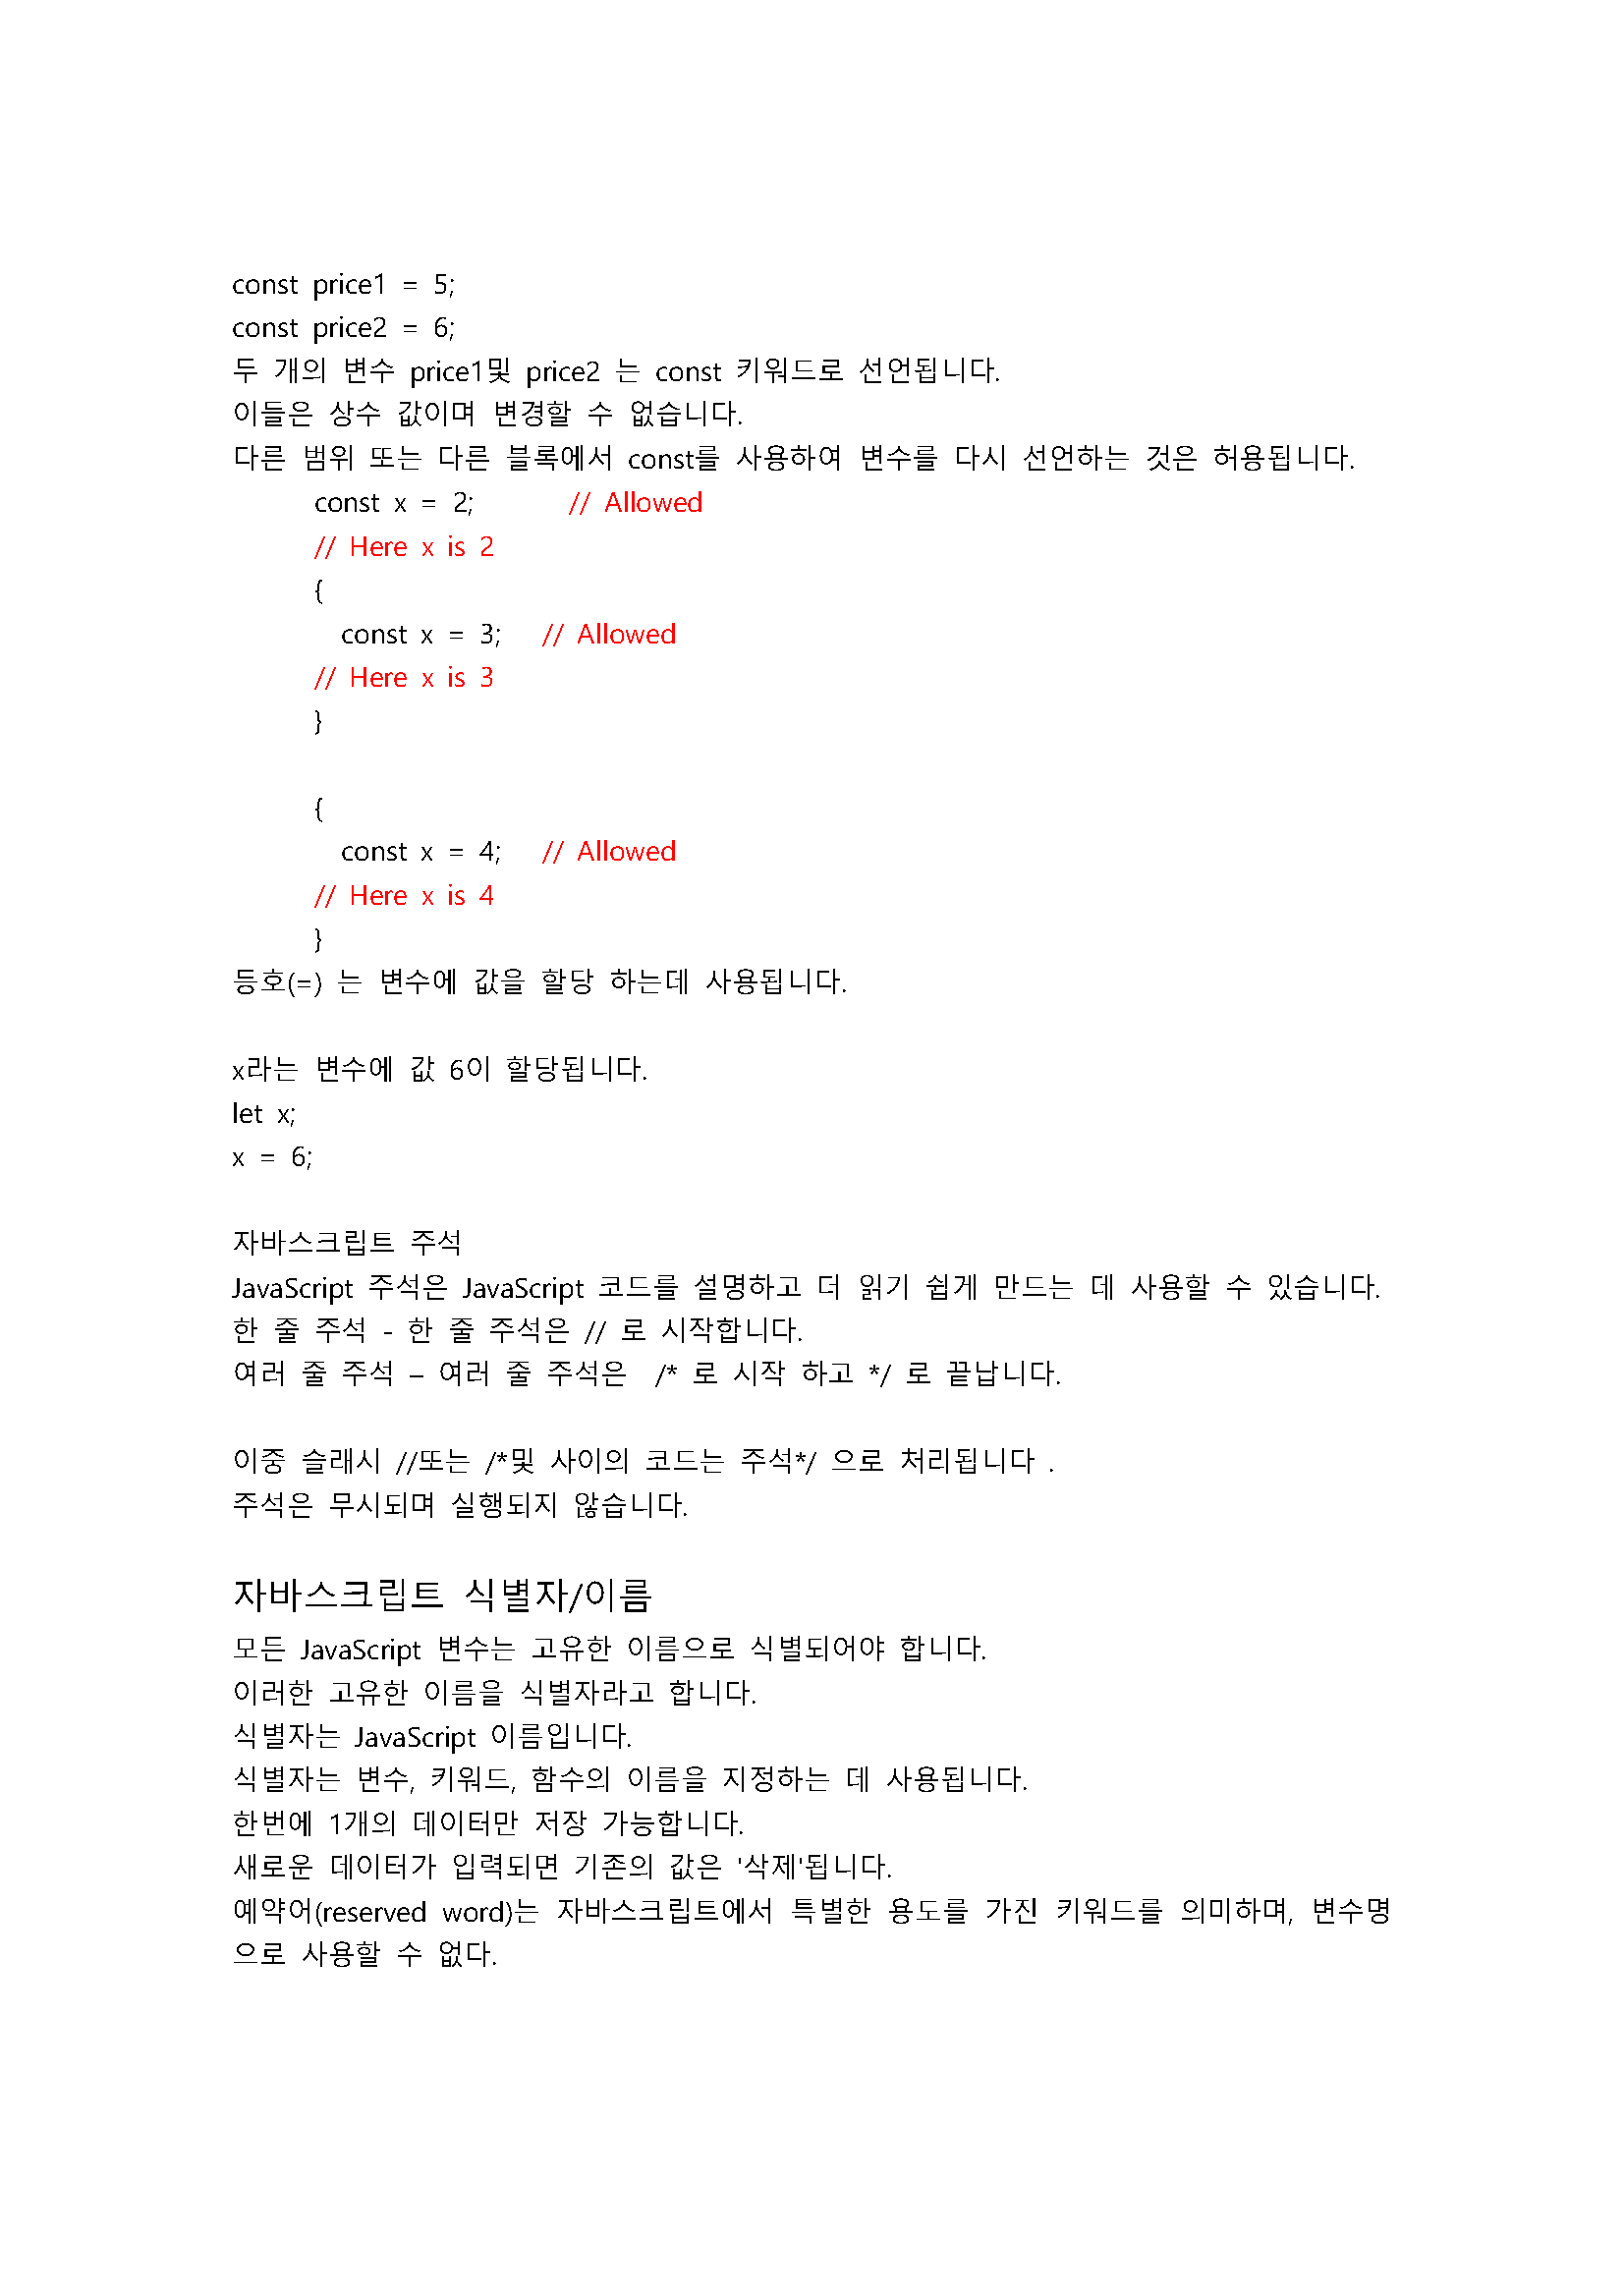 const price1 = 5;
const price2 = 6;
두 개의 변수 price1및 price2 는 const 키워드로 선언됩니다.
이들은 상수 값이며 변경할 수 없습니다.
다른 범위 또는 다른 블록에서 const를 사용하여 변수를 다시 선언하는 것은 허용됩니다.
const x = 2; // Allowed
// Here x is 2
{
const x = 3; // Allowed
// Here x is 3
}
{
const x = 4; // Allowed
// Here x is 4
}
등호(=) 는 변수에 값을 할당 하는데 사용됩니다.
x라는 변수에 값 6이 할당됩니다.
let x;
x = 6;
자바스크립트 주석
JavaScript 주석은 JavaScript 코드를 설명하고 더 읽기 쉽게 만드는 데 사용할 수 있습니다.
한 줄 주석 - 한 줄 주석은 // 로 시작합니다.
여러 줄 주석 – 여러 줄 주석은 /* 로 시작 하고 */ 로 끝납니다.
이중 슬래시 //또는 /*및 사이의 코드는 주석*/ 으로 처리됩니다 .
주석은 무시되며 실행되지 않습니다.
자바스크립트 식별자/이름
모든 JavaScript 변수는 고유한 이름으로 식별되어야 합니다.
이러한 고유한 이름을 식별자라고 합니다.
식별자는 JavaScript 이름입니다.
식별자는 변수, 키워드, 함수의 이름을 지정하는 데 사용됩니다.
한번에 1개의 데이터만 저장 가능합니다.
새로운 데이터가 입력되면 기존의 값은 '삭제'됩니다.
예약어(reserved word)는 자바스크립트에서 특별한 용도를 가진 키워드를 의미하며, 변수명
으로 사용할 수 없다.